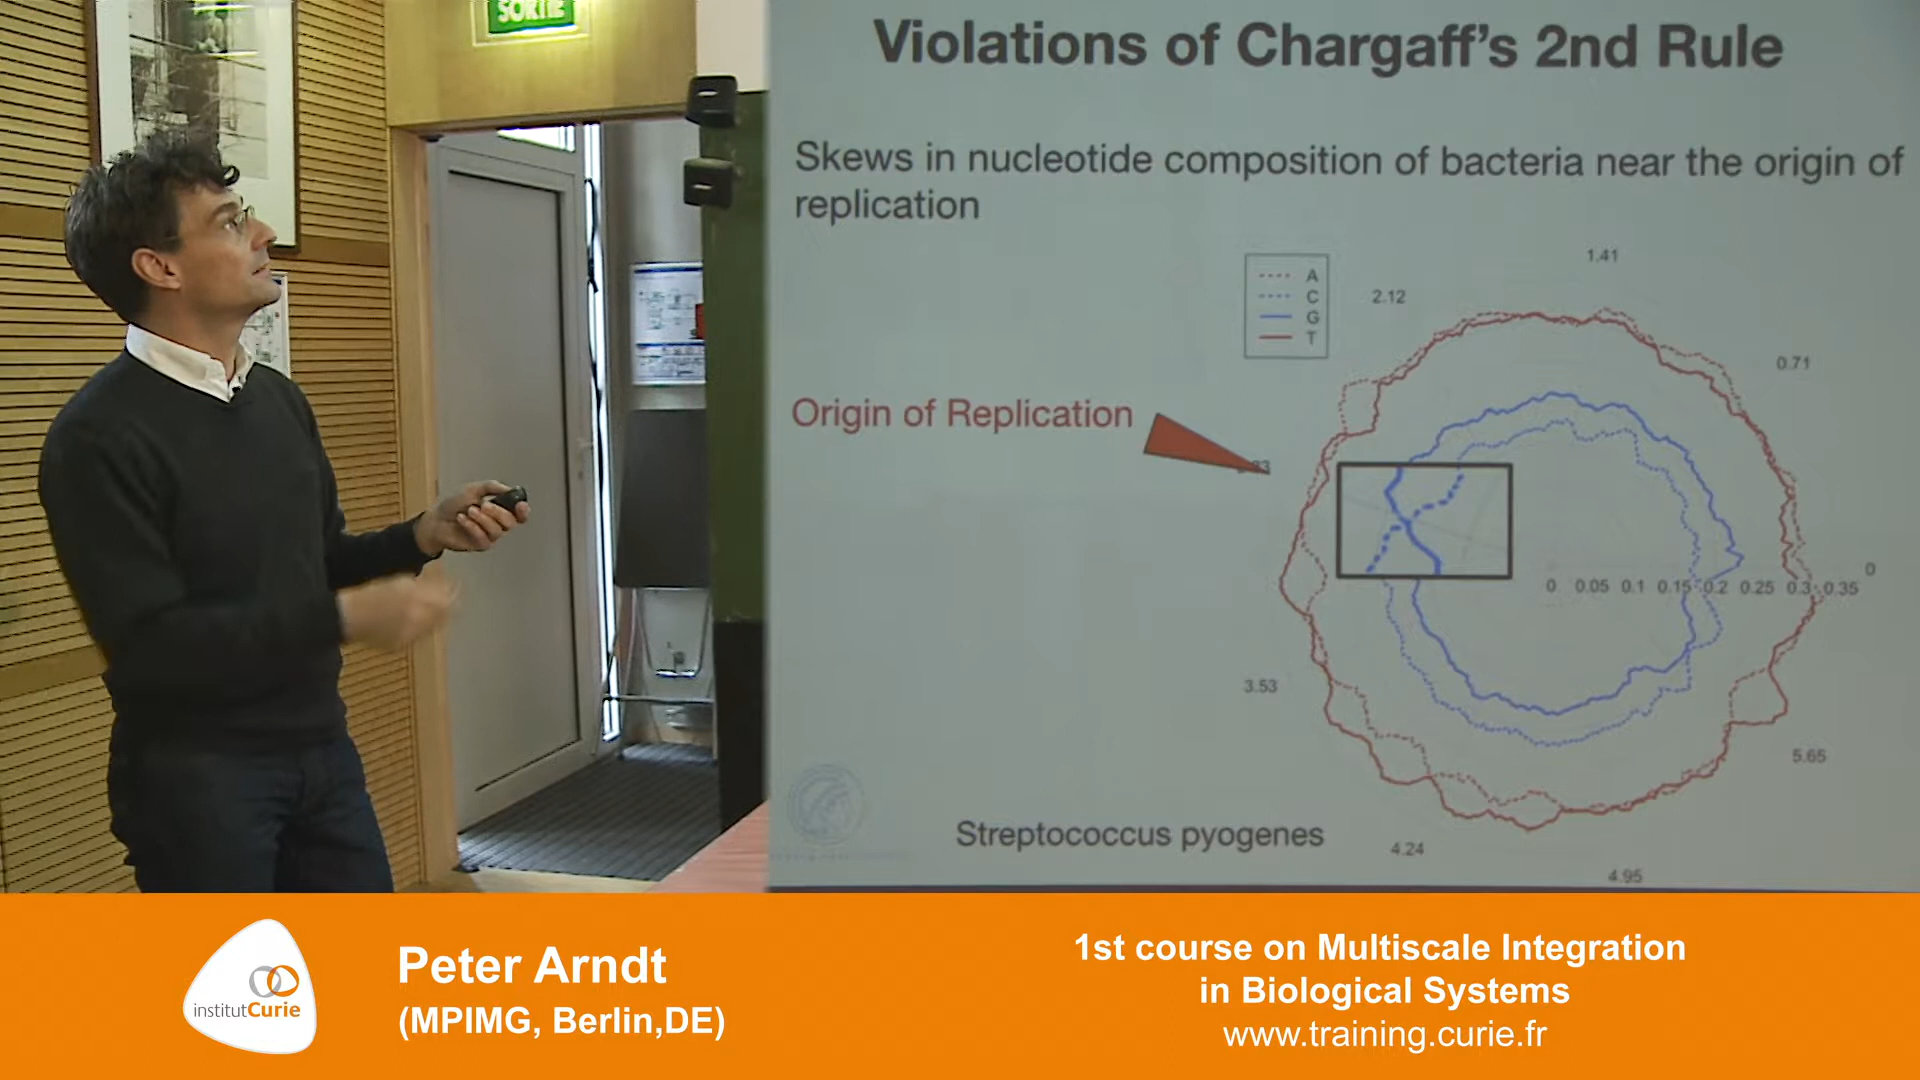 SORTIE
Violations of Chargaff's 2nd Rule
Skews in nucleotide composition of bacteria near the origin of
replication
A
C
G
T
1.41
2.12
0.71
Origin of Replication
0
0 0.05 0.1 0.15 0.2 0.25 0.3 0.35
3.53
5.65
Streptococcus pyogenes
4.24
4.95
institutCurie
Peter Arndt
(MPIMG, Berlin,DE)
1st course on Multiscale Integration
in Biological Systems
www.training.curie.fr